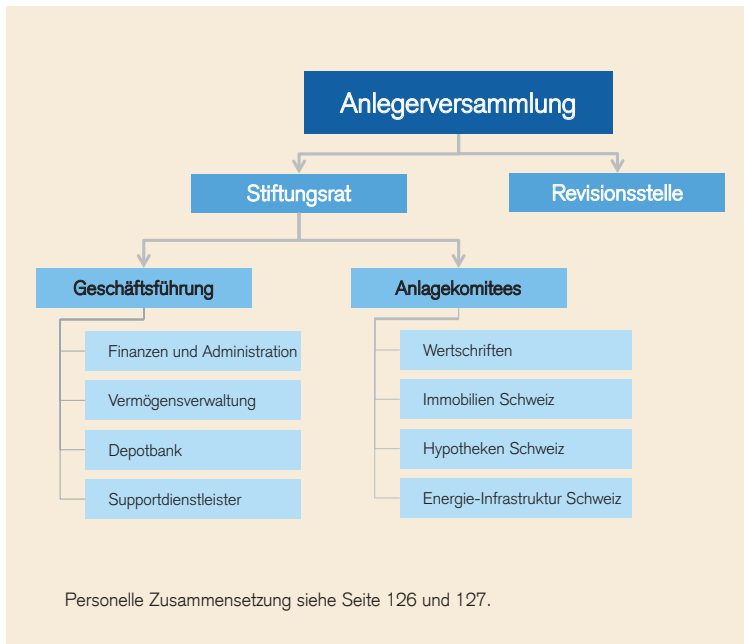 Anlegerversammlung
Stiftungsrat
Revisionsstelle
Geschäftsführung
Anlagekomitees
Finanzen und Administration
Vermögensverwaltung
Depotbank
Supportdienstleister
Wertschriften
Immobilien Schweiz
Hypotheken Schweiz
Energie-Infrastruktur Schweiz
Personelle Zusammensetzung siehe Seite 126 und 127.